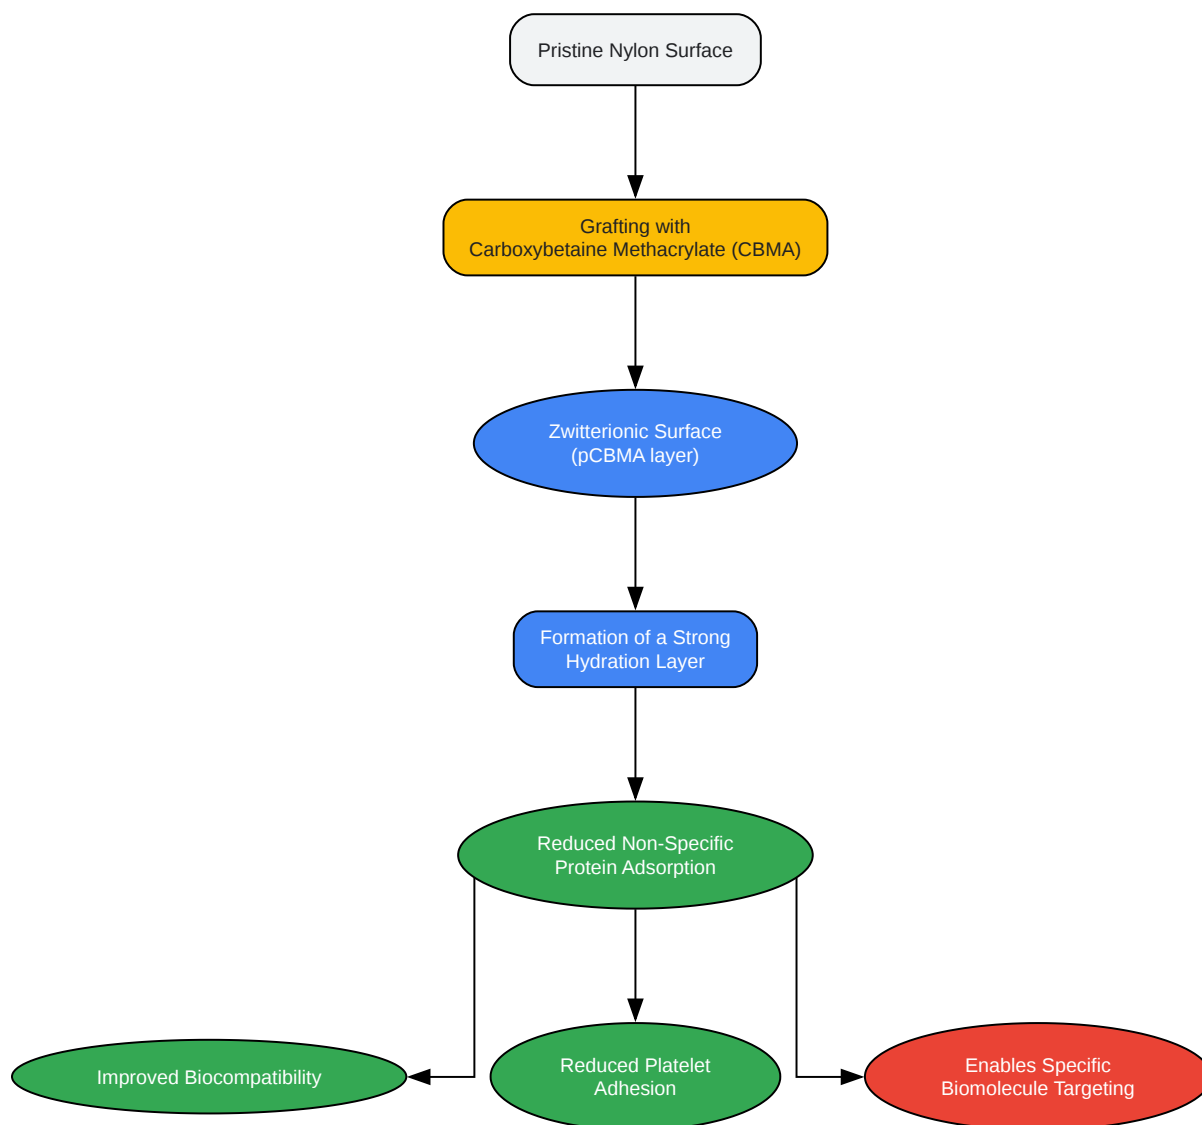 Pristine Nylon Surface
Grafting with
Carboxybetaine Methacrylate (CBMA)
Zwitterionic Surface
(pCBMA layer)
Formation of a Strong
Hydration Layer
Reduced Non-Specific
Protein Adsorption
Improved Biocompatibility
Reduced Platelet
Adhesion
Enables Specific
Biomolecule Targeting